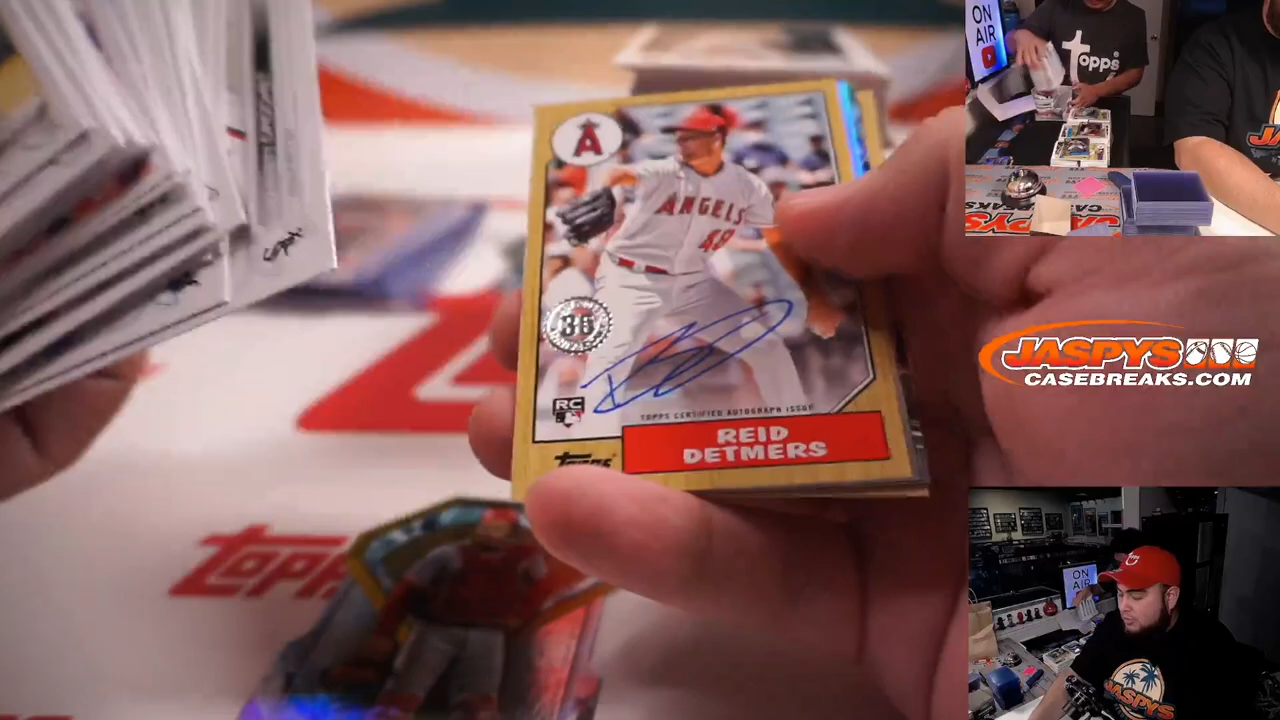 ON
AIR
Topps
A
ANGELS
48
35
RC
TOPPS CERTIFIED AUTOGRAPH ISSUE
REID
DETMERS
Topps
JASPYS
CASEBREAKS.COM
TOPPS
ON
AIR
JASPYS